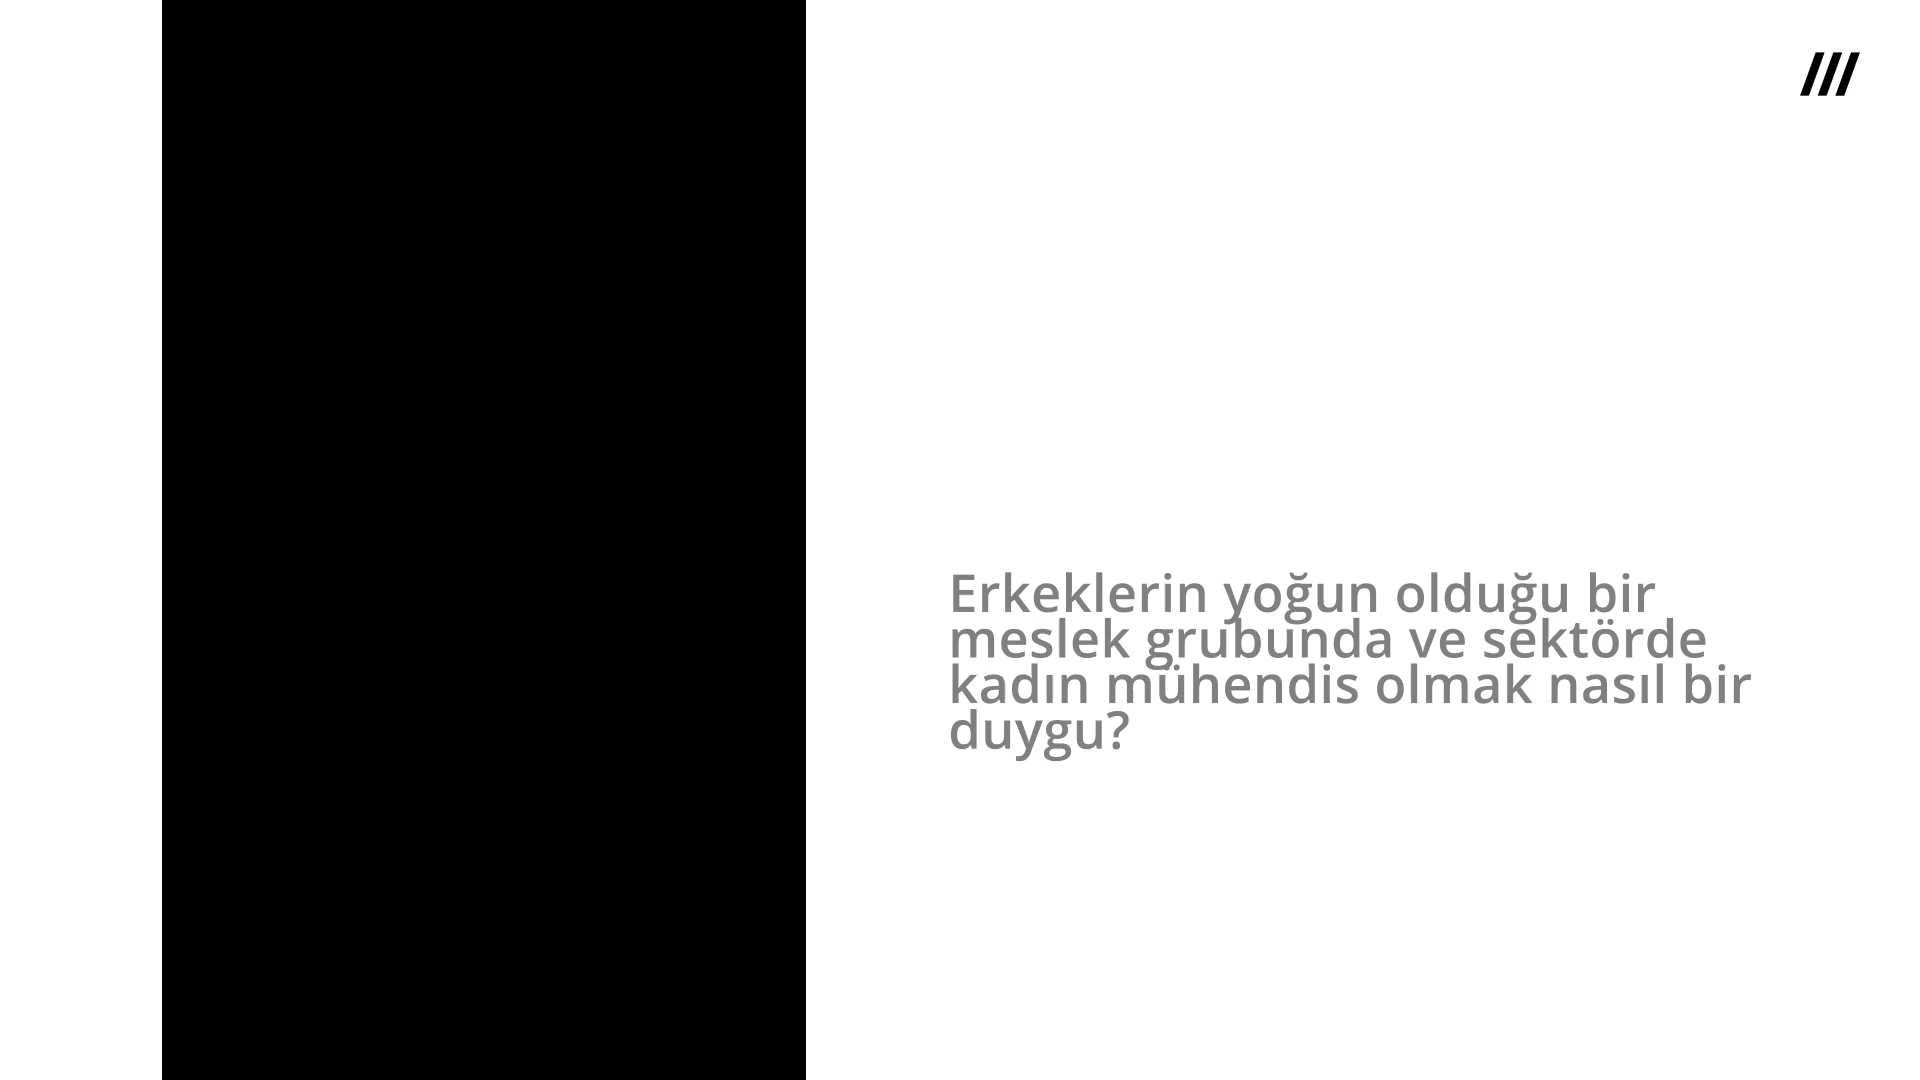 Erkeklerin yoğun olduğu bir
meslek grubunda ve sektörde
kadın mühendis olmak nasıl bir
duygu?